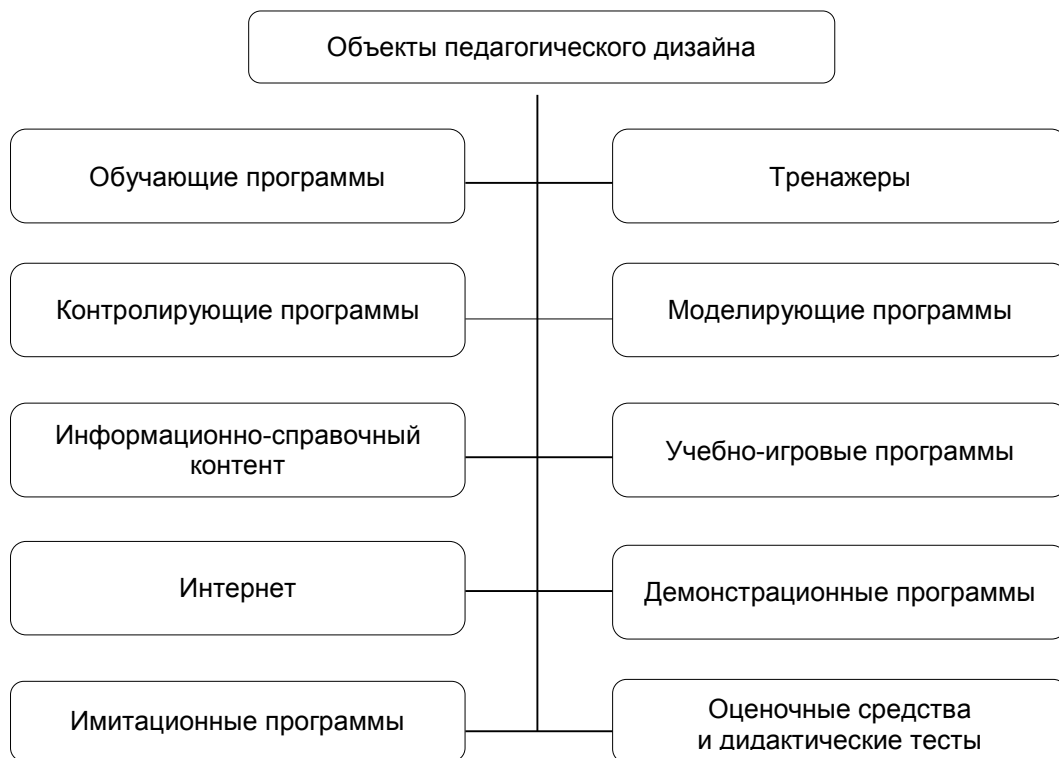 Объекты педагогического дизайна
Обучающие программы
Тренажеры
Контролирующие программы
Моделирующие программы
Информационно-справочный
контент
Учебно-игровые программы
Интернет
Демонстрационные программы
Имитационные программы
Оценочные средства
и дидактические тесты